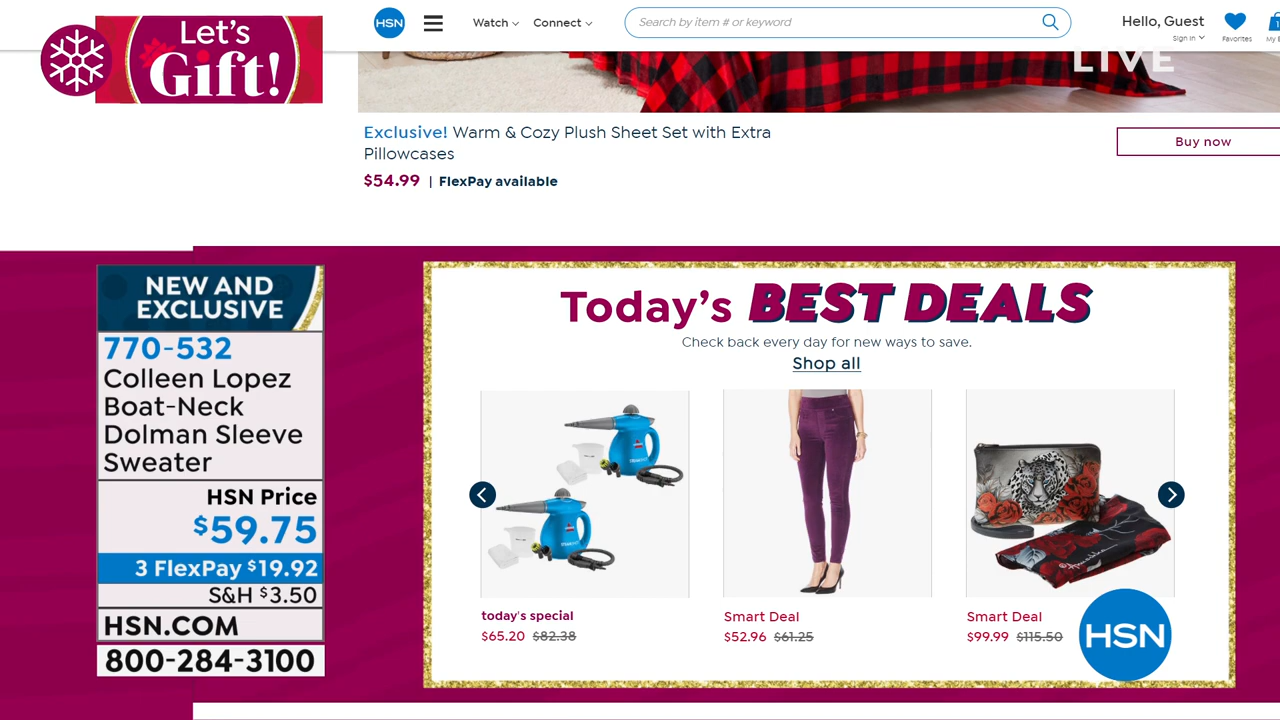 Let's
Gift!
HSN
Watch
Connect
Search by item # or keyword
Hello, Guest
Sign In
Favorites
LIVE
Exclusive! Warm & Cozy Plush Sheet Set with Extra
Pillowcases
$54.99 | FlexPay available
Buy now
NEW AND
EXCLUSIVE
770-532
Colleen Lopez
Boat-Neck
Dolman Sleeve
Sweater
HSN Price
$59.75
3 FlexPay $19.92
S&H $3.50
HSN.COM
800-284-3100
Today's BEST DEALS
Check back every day for new ways to save.
Shop all
today's special
$65.20 $82.38
Smart Deal
$52.96 $61.25
Smart Deal
$99.99 $115.50
HSN